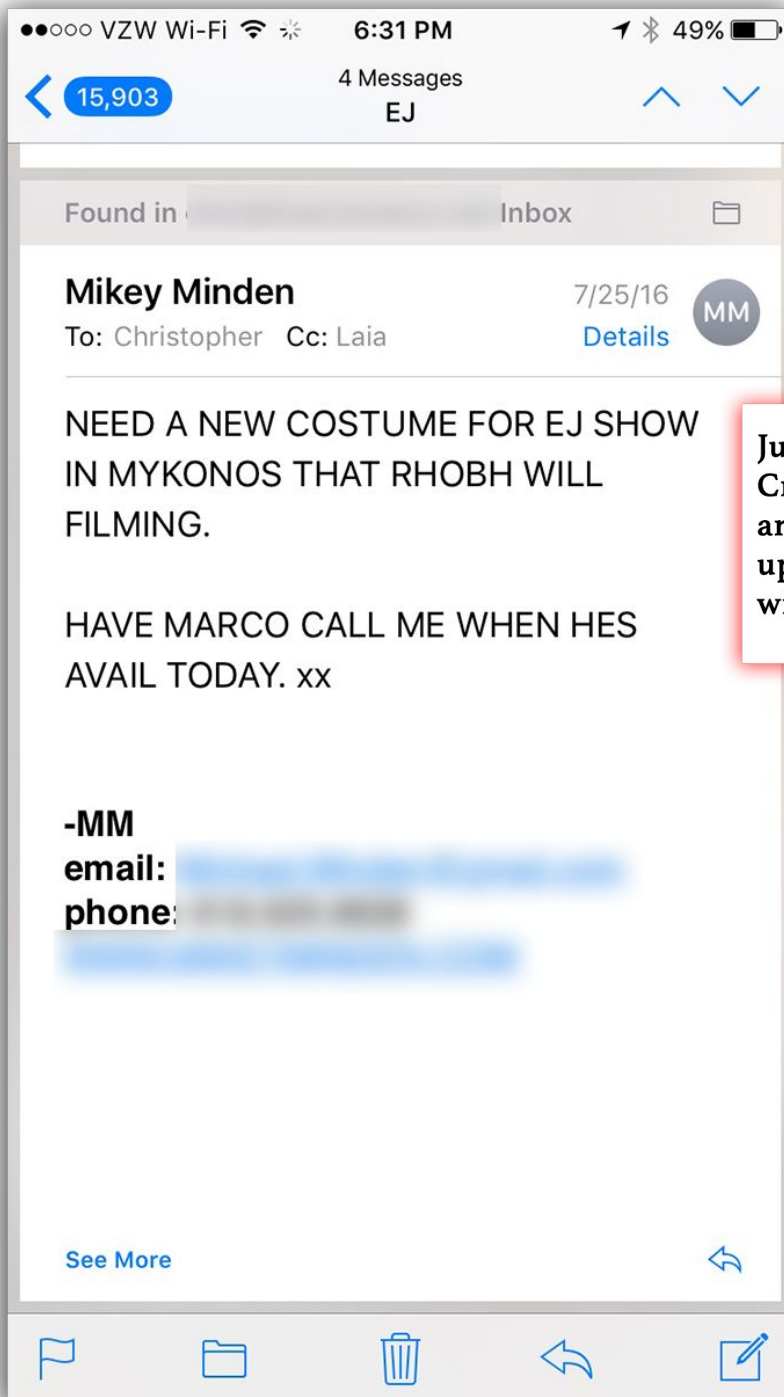 VZW Wi-Fi 6:31 PM 49%
15,903
4 Messages
EJ
Found in Inbox
Mikey Minden 7/25/16 MM
To: Christopher Cc: Laia Details
NEED A NEW COSTUME FOR EJ SHOW
IN MYKONOS THAT RHOBH WILL
FILMING.
HAVE MARCO CALL ME WHEN HES
AVAIL TODAY. xx
-MM
email:
phone:
See More